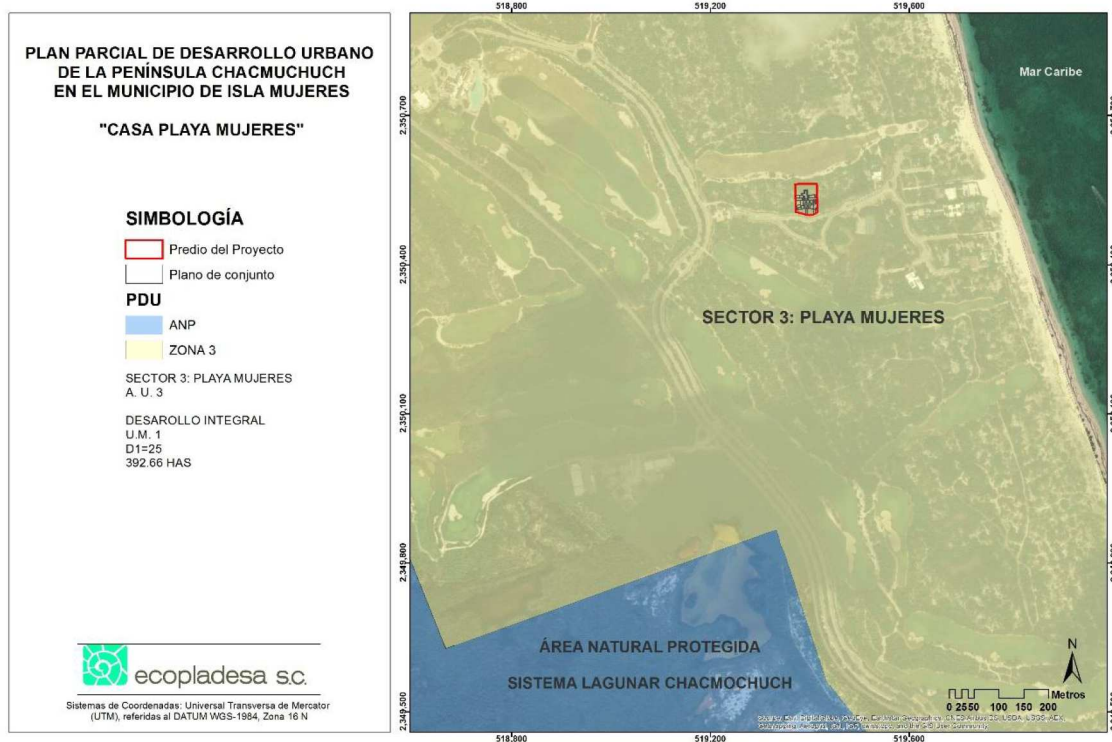 PLAN PARCIAL DE DESARROLLO URBANO
DE LA PENÍNSULA CHACMUCHUCH
EN EL MUNICIPIO DE ISLA MUJERES
"CASA PLAYA MUJERES"
SIMBOLOGÍA
Predio del Proyecto
Plano de conjunto
PDU
ANP
ZONA 3
SECTOR 3: PLAYA MUJERES
A. U. 3
DESAROLLO INTEGRAL
U.M. 1
D1=25
392.66 HAS
ecopladesa s.c.
Sistemas de Coordenadas: Universal Transversa de Mercator
(UTM), referidas al DATUM WGS-1984, Zona 16 N
518,800
519,200
519,600
Mar Caribe
2,350,700
2,350,400
SECTOR 3: PLAYA MUJERES
2,350,100
2,349,800
ÁREA NATURAL PROTEGIDA
SISTEMA LAGUNAR CHACMOCHUCH
N
Metros
0 25 50 100 150 200
2,349,500
518,800
519,200
519,600